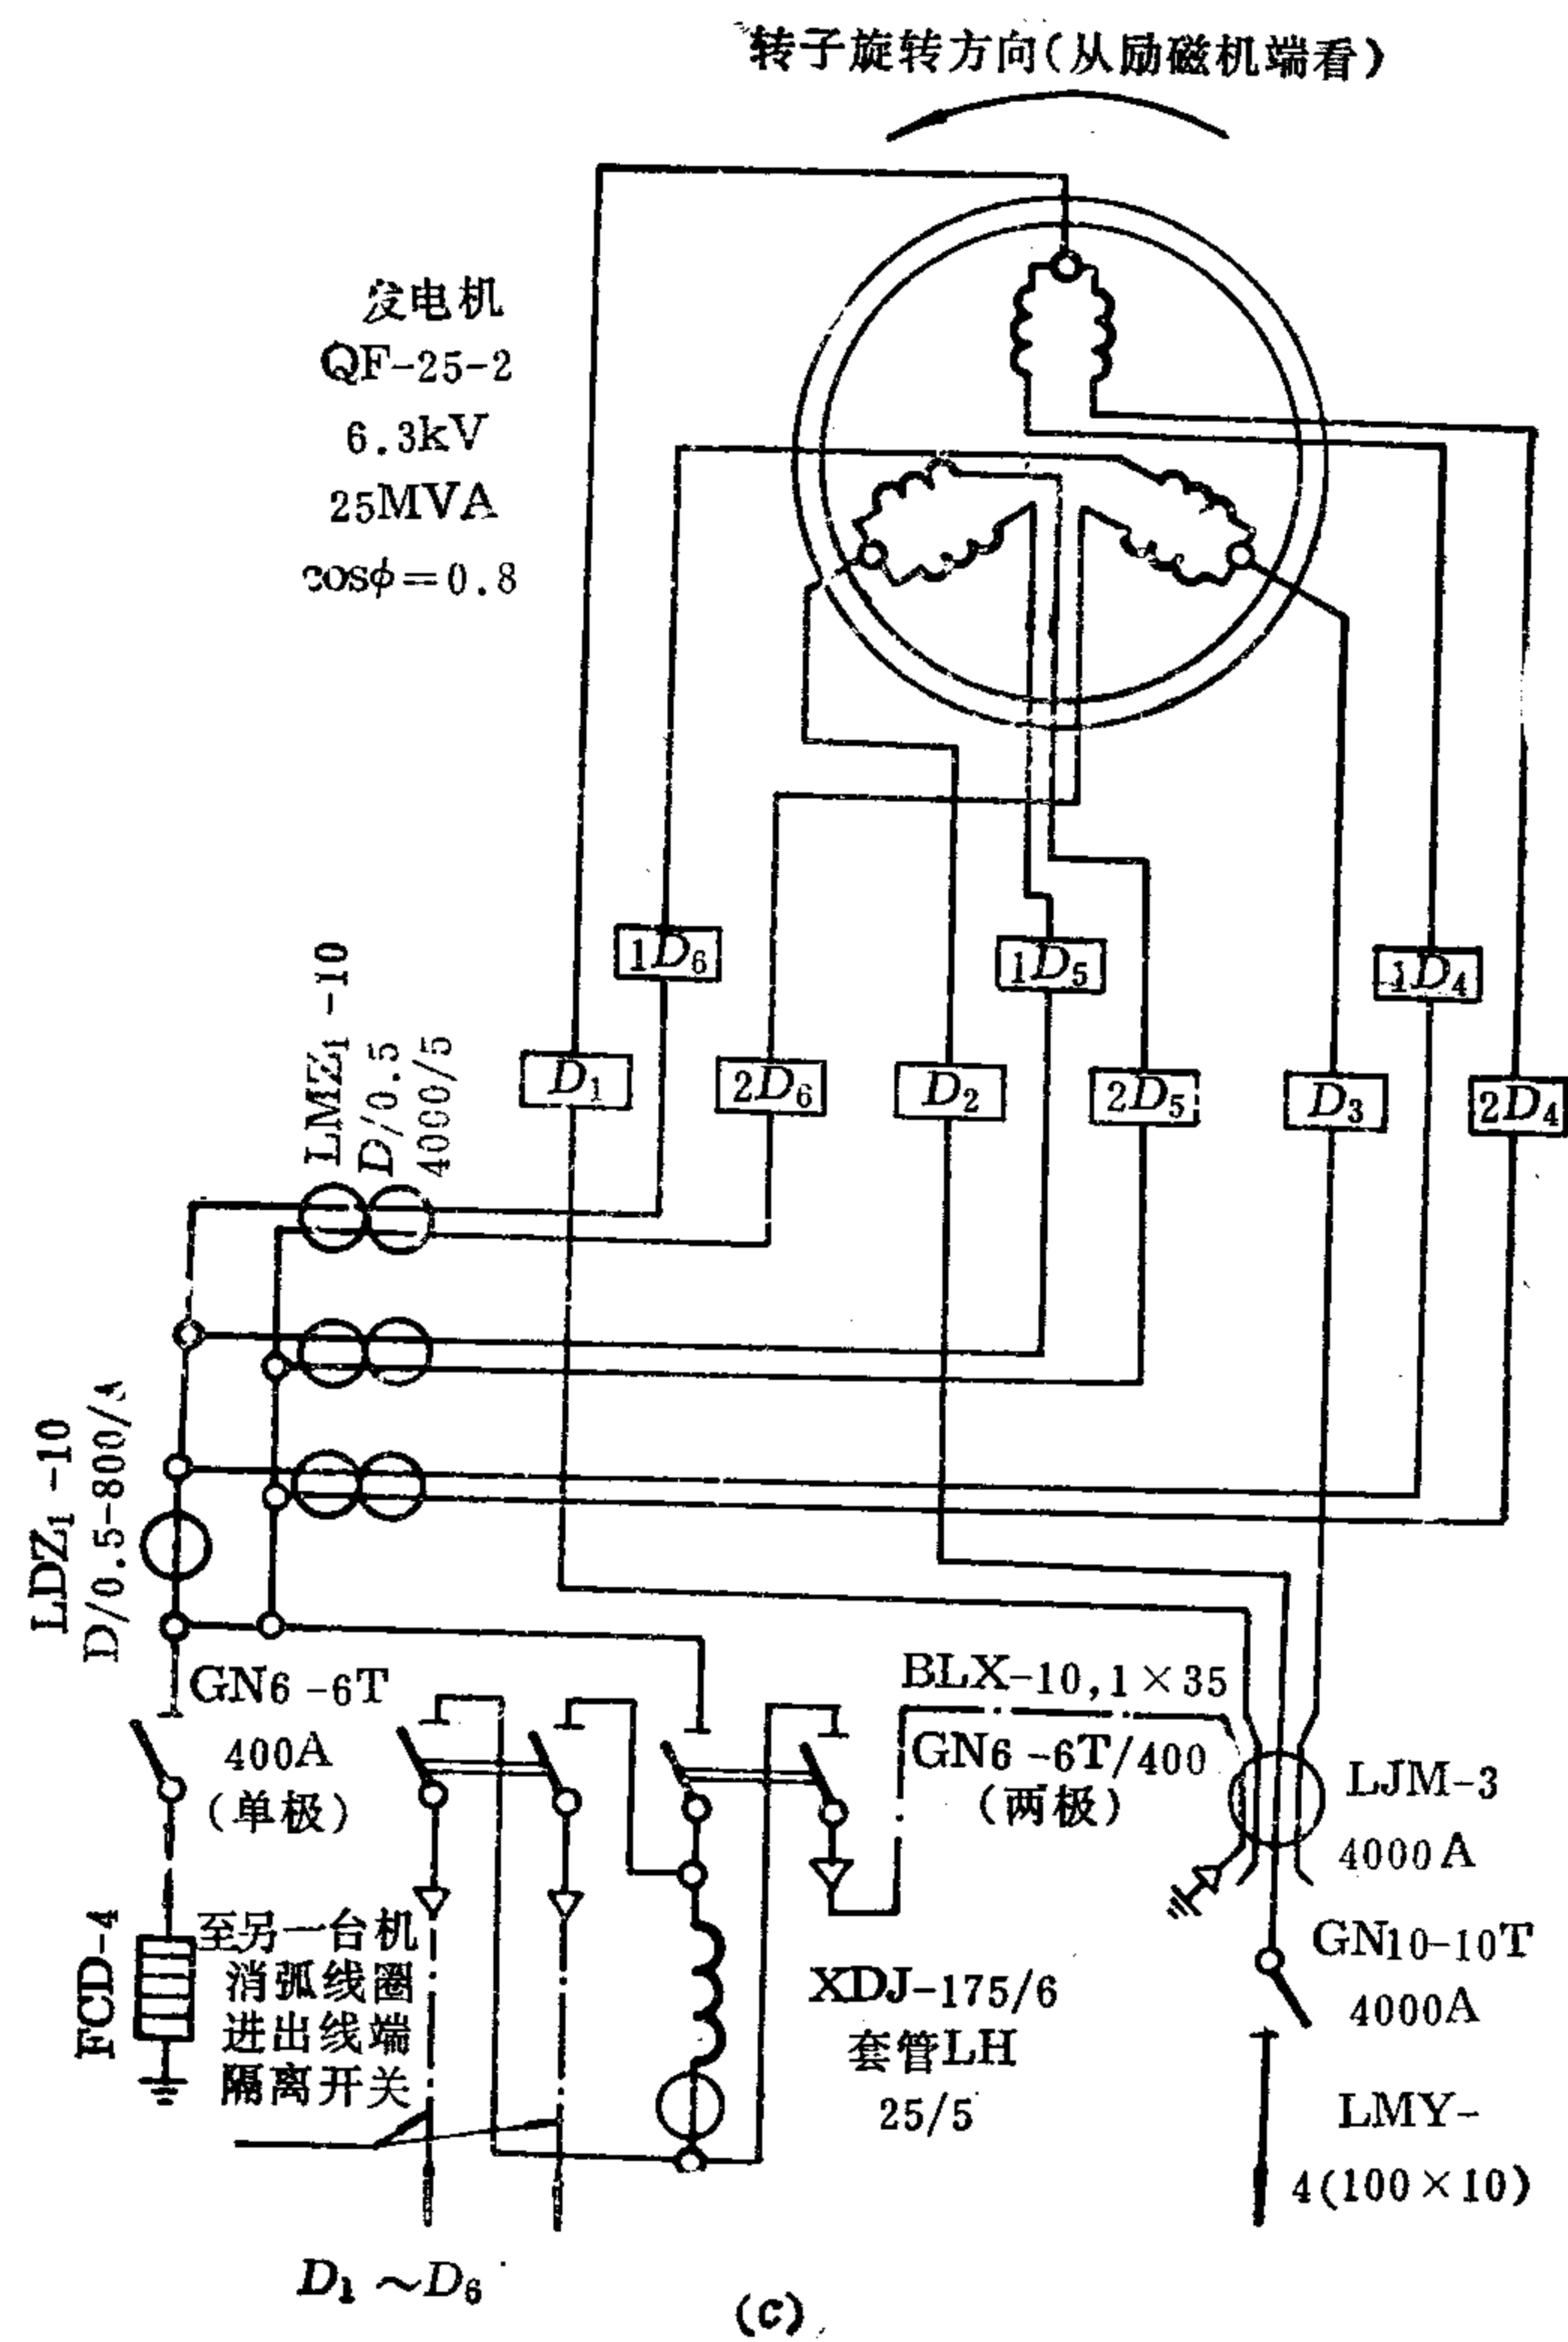 转子旋转方向(从励磁机端看)
发电机
QF-25-2
6.3kV
25MVA
cosϕ=0.8
1D6
1D5
1D4
D1
2D6
D2
2D5
D3
2D4
LMZ1-10
D/0.5
4000/5
LDZ1-10
D/0.5-800/A
GN6-6T
400A
(单极)
BLX-10,1×35
GN6-6T/400
(两极)
LJM-3
4000A
FCD-4
至另一台机
消弧线圈
进出线端
隔离开关
XDJ-175/6
套管LH
25/5
GN10-10T
4000A
LMY-
4(100×10)
D1~D6
(c)